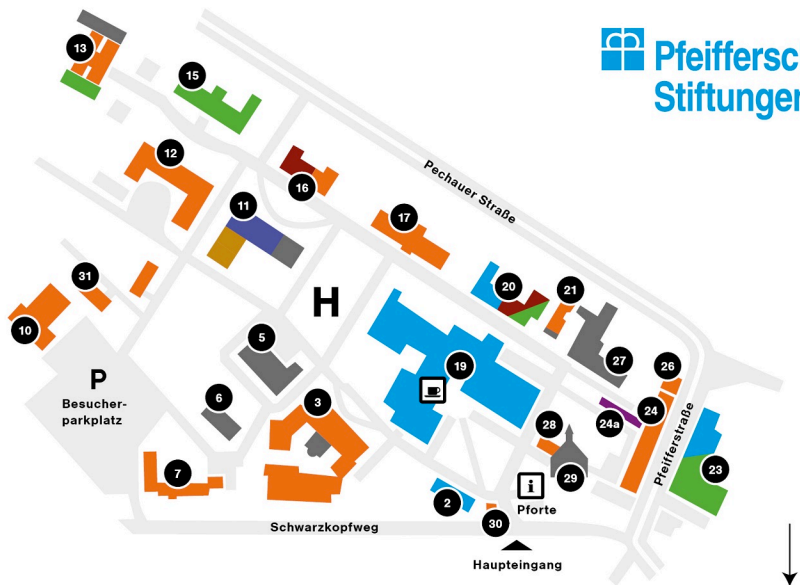 Pfeiffersc
Stiftungen
13
15
12
16
Pechauer Straße
11
17
31
20
21
10
H
5
19
27
26
P
Besucher-
parkplatz
6
3
24
24a
28
Pfeifferstraße
7
29
23
2
i
Pforte
30
Schwarzkopfweg
Haupteingang